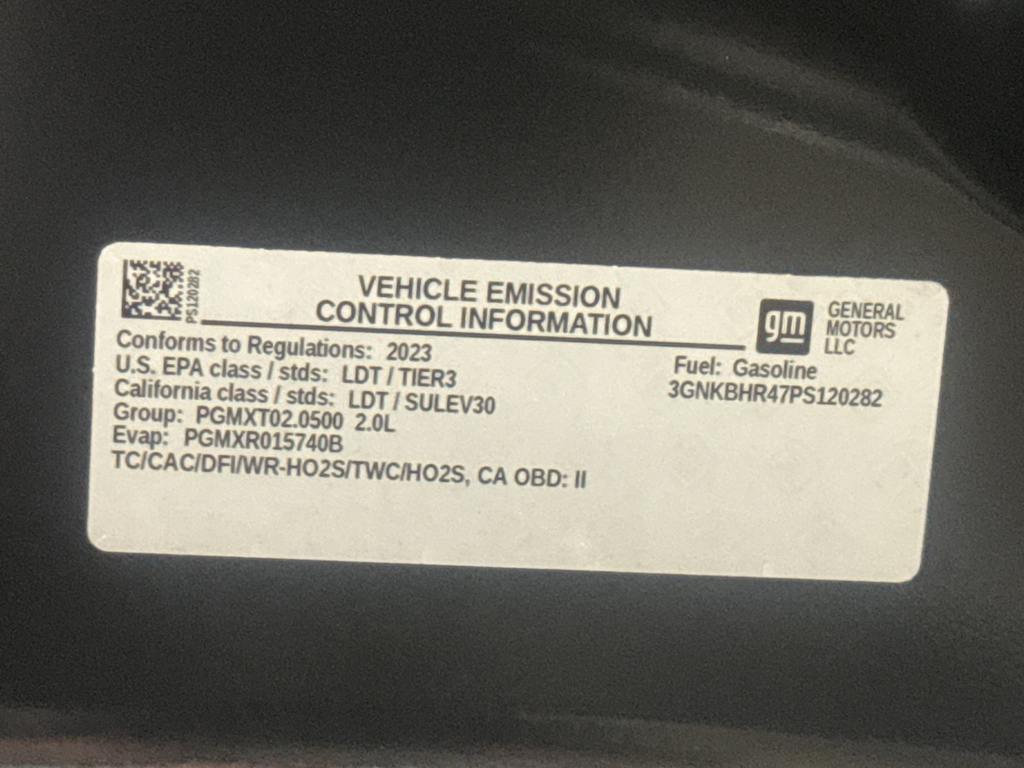 PS120282
VEHICLE EMISSION
CONTROL INFORMATION
gm
GENERAL
MOTORS
LLC
Conforms to Regulations: 2023
U.S. EPA class / stds: LDT / TIER3
California class / stds: LDT / SULEV30
Group: PGMXT02.0500 2.0L
Evap: PGMXR015740B
TC/CAC/DFI/WR-HO2S/TWC/HO2S, CA OBD: II
Fuel: Gasoline
3GNKBHR47PS120282